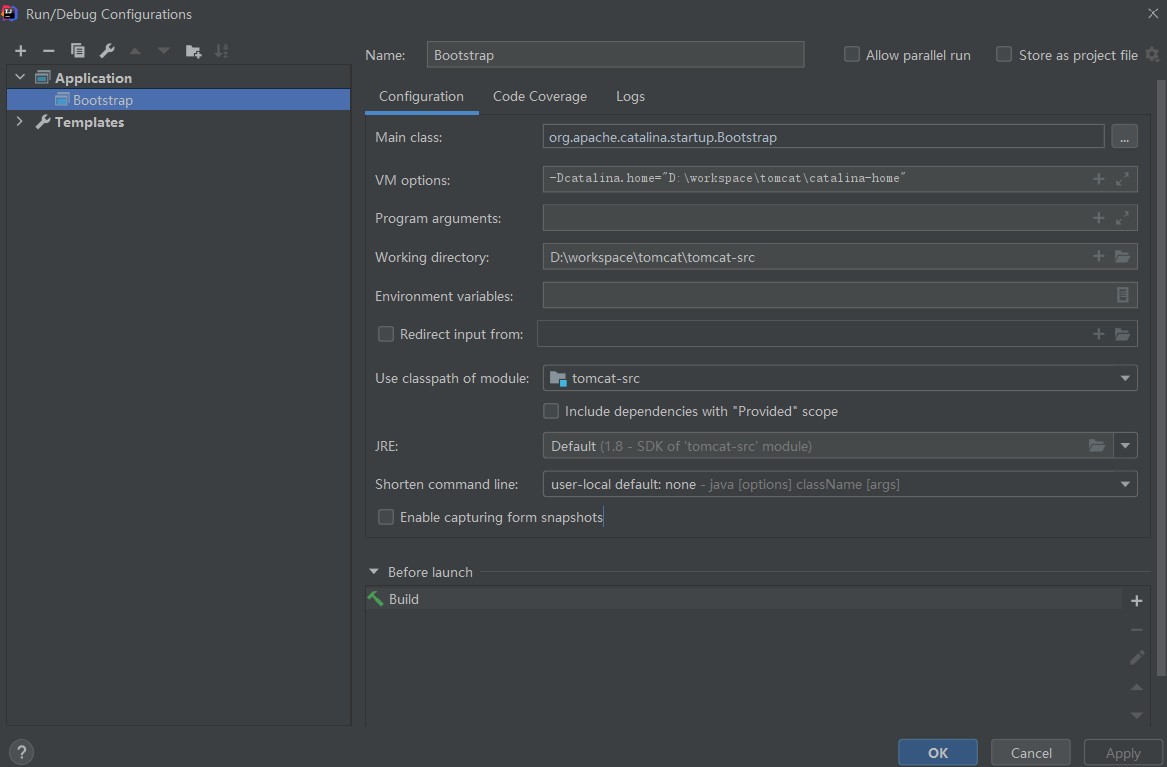 Run/Debug Configurations
Name: Bootstrap Allow parallel run Store as project file
Application
Bootstrap
Templates
Configuration Code Coverage Logs
Main class: org.apache.catalina.startup.Bootstrap ...
VM options: -Dcatalina.home="D:\workspace\tomcat\catalina-home"
Program arguments:
Working directory: D:\workspace\tomcat\tomcat-src
Environment variables:
Redirect input from:
Use classpath of module: tomcat-src
Include dependencies with "Provided" scope
JRE: Default (1.8 - SDK of 'tomcat-src' module)
Shorten command line: user-local default: none - java [options] className [args]
Enable capturing form snapshots
Before launch
Build
? OK Cancel Apply